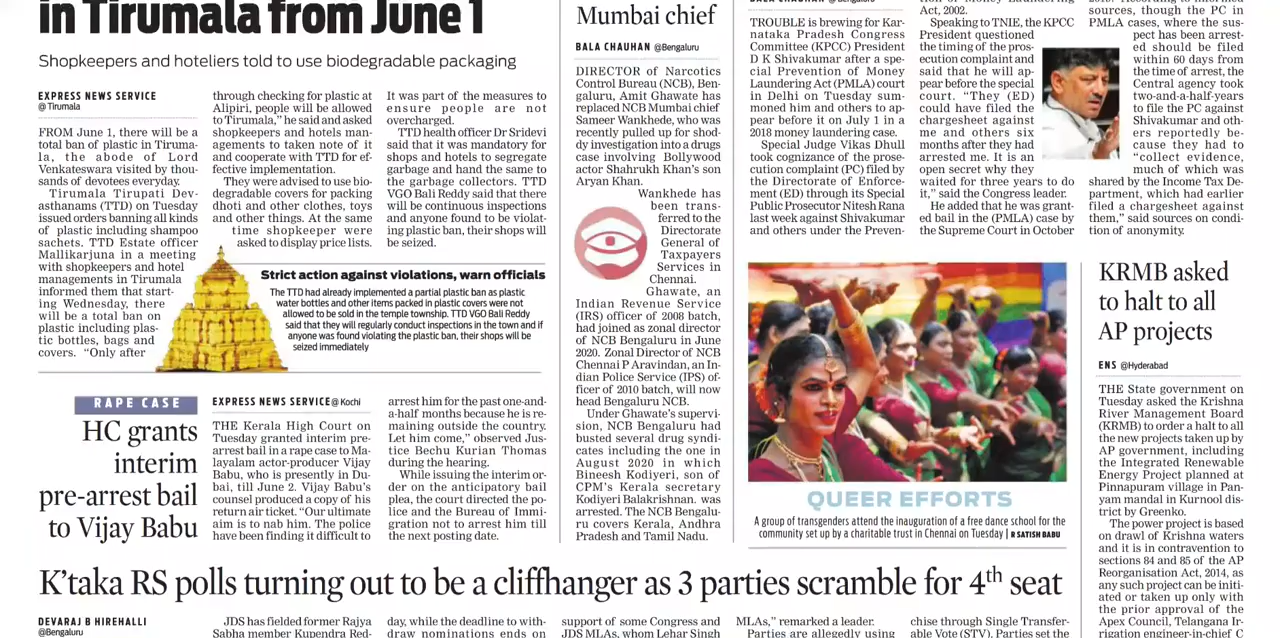 in Tirumala from June 1
Shopkeepers and hoteliers told to use biodegradable packaging
EXPRESS NEWS SERVICE
@ Tirumala
FROM June 1, there will be a
total ban of plastic in Tiruma-
la, the abode of Lord
Venkateswara visited by thou-
sands of devotees everyday.
Tirumala Tirupati Dev-
asthanams (TTD) on Tuesday
issued orders banning all kinds
of plastic including shampoo
sachets. TTD Estate officer
Mallikarjuna in a meeting
with shopkeepers and hotel
managements in Tirumala
informed them that start-
ing Wednesday, there
will be a total ban on
plastic including plas-
tic bottles, bags and
covers. “Only after
through checking for plastic at
Alipiri, people will be allowed
to Tirumala,” he said and asked
shopkeepers and hotels man-
agements to taken note of it
and cooperate with TTD for ef-
fective implementation.
They were advised to use bio-
degradable covers for packing
dhoti and other clothes, toys
and other things. At the same
time shopkeeper were
asked to display price lists.
It was part of the measures to
ensure people are not
overcharged.
TTD health officer Dr Sridevi
said that it was mandatory for
shops and hotels to segregate
garbage and hand the same to
the garbage collectors. TTD
VGO Bali Reddy said that there
will be continuous inspections
and anyone found to be violat-
ing plastic ban, their shops will
be seized.
Strict action against violations, warn officials
The TTD had already implemented a partial plastic ban as plastic
water bottles and other items packed in plastic covers were not
allowed to be sold in the temple township. TTD VGO Bali Reddy
said that they will regularly conduct inspections in the town and if
anyone was found violating the plastic ban, their shops will be
seized immediately
RAPE CASE
HC grants
interim
pre-arrest bail
to Vijay Babu
EXPRESS NEWS SERVICE@ Kochi
THE Kerala High Court on
Tuesday granted interim pre-
arrest bail in a rape case to Ma-
layalam actor-producer Vijay
Babu, who is presently in Du-
bai, till June 2. Vijay Babu’s
counsel produced a copy of his
return air ticket. “Our ultimate
aim is to nab him. The police
have been finding it difficult to
arrest him for the past one-and-
a-half months because he is re-
maining outside the country.
Let him come,” observed Jus-
tice Bechu Kurian Thomas
during the hearing.
While issuing the interim or-
der on the anticipatory bail
plea, the court directed the po-
lice and the Bureau of Immi-
gration not to arrest him till
the next posting date.
Mumbai chief
BALA CHAUHAN @Bengaluru
DIRECTOR of Narcotics
Control Bureau (NCB), Ben-
galuru, Amit Ghawate has
replaced NCB Mumbai chief
Sameer Wankhede, who was
recently pulled up for shod-
dy investigation into a drugs
case involving Bollywood
actor Shahrukh Khan’s son
Aryan Khan.
Wankhede has
been trans-
ferred to the
Directorate
General of
Taxpayers
Services in
Chennai.
Ghawate, an
Indian Revenue Service
(IRS) officer of 2008 batch,
had joined as zonal director
of NCB Bengaluru in June
2020. Zonal Director of NCB
Chennai P Aravindan, an In-
dian Police Service (IPS) of-
ficer of 2010 batch, will now
head Bengaluru NCB.
Under Ghawate’s supervi-
sion, NCB Bengaluru had
busted several drug syndi-
cates including the one in
August 2020 in which
Bineesh Kodiyeri, son of
CPM’s Kerala secretary
Kodiyeri Balakrishnan. was
arrested. The NCB Bengalu-
ru covers Kerala, Andhra
Pradesh and Tamil Nadu.
TROUBLE is brewing for Kar-
nataka Pradesh Congress
Committee (KPCC) President
D K Shivakumar after a spe-
cial Prevention of Money
Laundering Act (PMLA) court
in Delhi on Tuesday sum-
moned him and others to ap-
pear before it on July 1 in a
2018 money laundering case.
Special Judge Vikas Dhull
took cognizance of the prose-
cution complaint (PC) filed by
the Directorate of Enforce-
ment (ED) through its Special
Public Prosecutor Nitesh Rana
last week against Shivakumar
and others under the Preven-
Act, 2002.
Speaking to TNIE, the KPCC
President questioned
the timing of the pros-
ecution complaint and
said that he will ap-
pear before the special
court. “They (ED)
could have filed the
chargesheet against
me and others six
months after they had
arrested me. It is an
open secret why they
waited for three years to do
it,” said the Congress leader.
He added that he was grant-
ed bail in the (PMLA) case by
the Supreme Court in October
sources, though the PC in
PMLA cases, where the sus-
pect has been arrest-
ed should be filed
within 60 days from
the time of arrest, the
Central agency took
two-and-a-half-years
to file the PC against
Shivakumar and oth-
ers reportedly be-
cause they had to
“collect evidence,
much of which was
shared by the Income Tax De-
partment, which had earlier
filed a chargesheet against
them,” said sources on condi-
tion of anonymity.
QUEER EFFORTS
A group of transgenders attend the inauguration of a free dance school for the
community set up by a charitable trust in Chennai on Tuesday | R SATISH BABU
KRMB asked
to halt to all
AP projects
ENS @Hyderabad
THE State government on
Tuesday asked the Krishna
River Management Board
(KRMB) to order a halt to all
the new projects taken up by
AP government, including
the Integrated Renewable
Energy Project planned at
Pinnapuram village in Pan-
yam mandal in Kurnool dis-
trict by Greenko.
The power project is based
on drawl of Krishna waters
and it is in contravention to
sections 84 and 85 of the AP
Reorganisation Act, 2014, as
any such project can be initi-
ated or taken up only with
the prior approval of the
Apex Council, Telangana Ir-
K’taka RS polls turning out to be a cliffhanger as 3 parties scramble for 4th seat
DEVARAJ B HIREHALLI
@Bengaluru
JDS has fielded former Rajya
Sabha member Kupendra Red-
day, while the deadline to with-
draw nominations ends on
support of some Congress and
JDS MLAs, whom Lehar Singh
MLAs,” remarked a leader.
Parties are allegedly using
chise through Single Transfer-
able Vote (STV). Parties set the